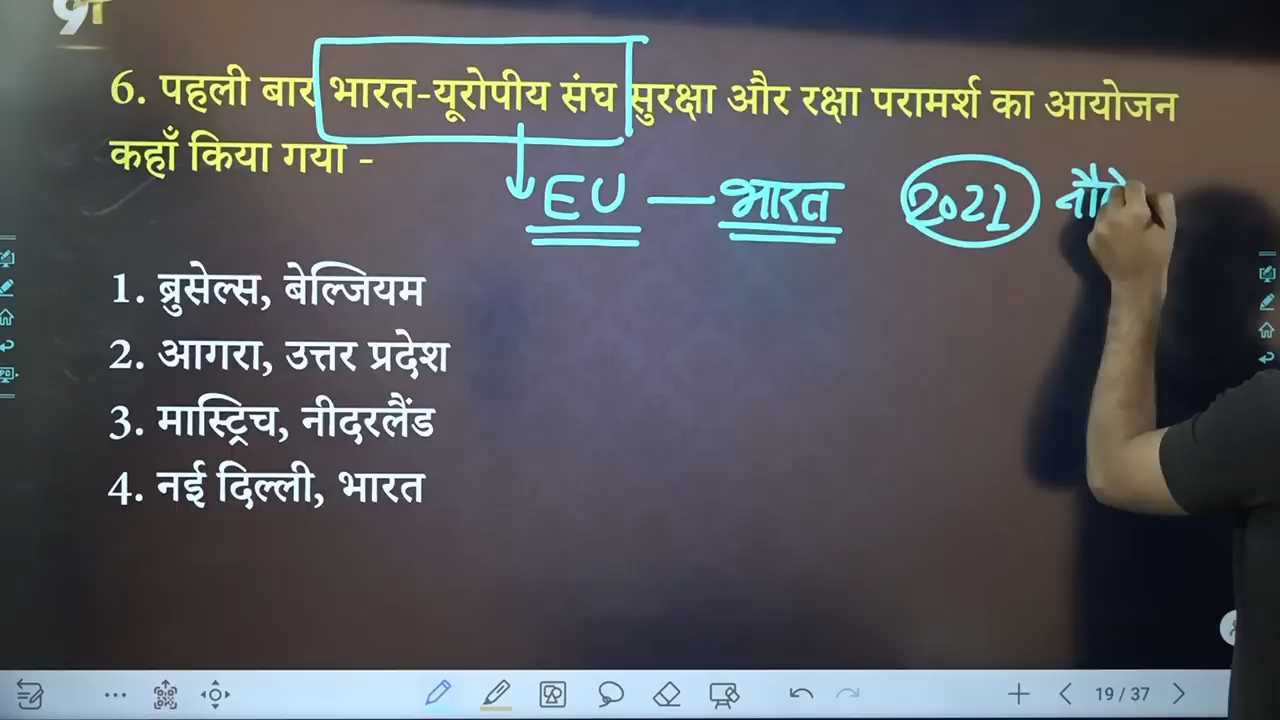 6. पहली बार भारत-यूरोपीय संघ सुरक्षा और रक्षा परामर्श का आयोजन
कहाँ किया गया -
EU — भारत 2021
1. ब्रुसेल्स, बेल्जियम
2. आगरा, उत्तर प्रदेश
3. मास्ट्रिच, नीदरलैंड
4. नई दिल्ली, भारत
19 / 37